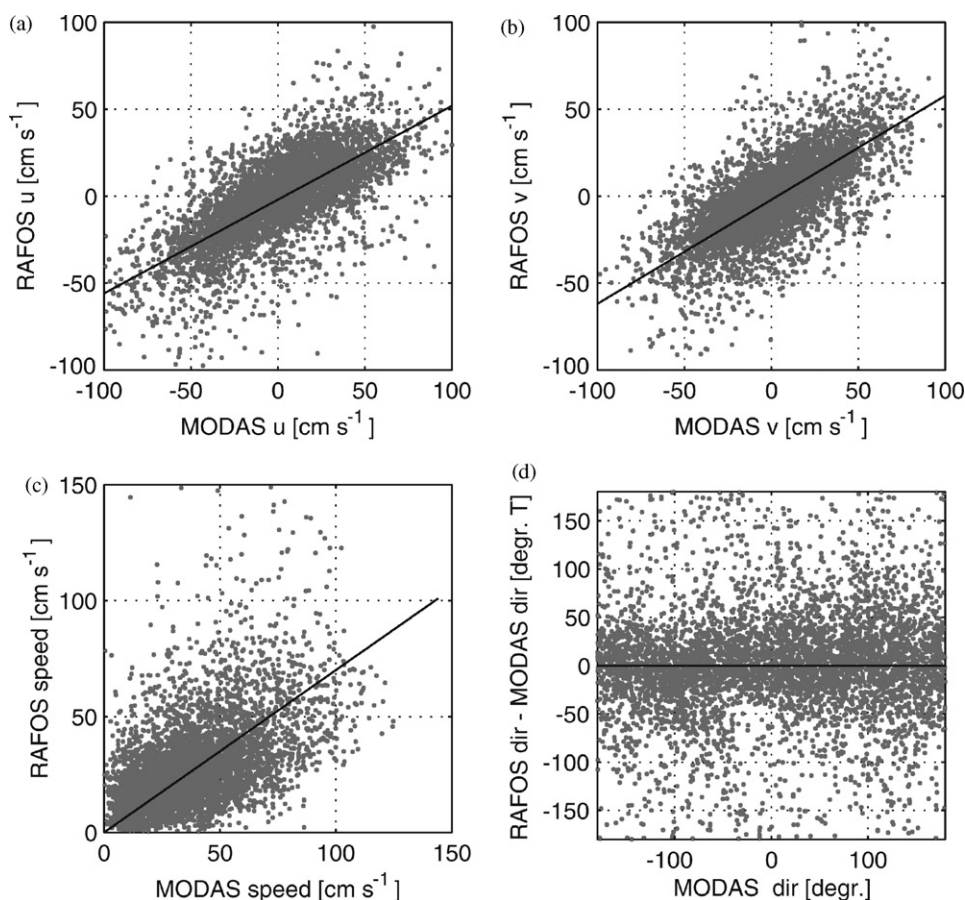 (a)
100
50
0
-50
-100
RAFOS u [cm s⁻¹]
-100 -50 0 50 100
MODAS u [cm s⁻¹ ]
(b)
100
50
0
-50
-100
RAFOS v [cm s⁻¹]
-100 -50 0 50 100
MODAS v [cm s⁻¹ ]
(c)
150
100
50
0
RAFOS speed [cm s⁻¹]
0 50 100 150
MODAS speed [cm s⁻¹]
(d)
150
100
50
0
-50
-100
-150
RAFOS dir - MODAS dir [degr. T]
-100 0 100
MODAS dir [degr.]